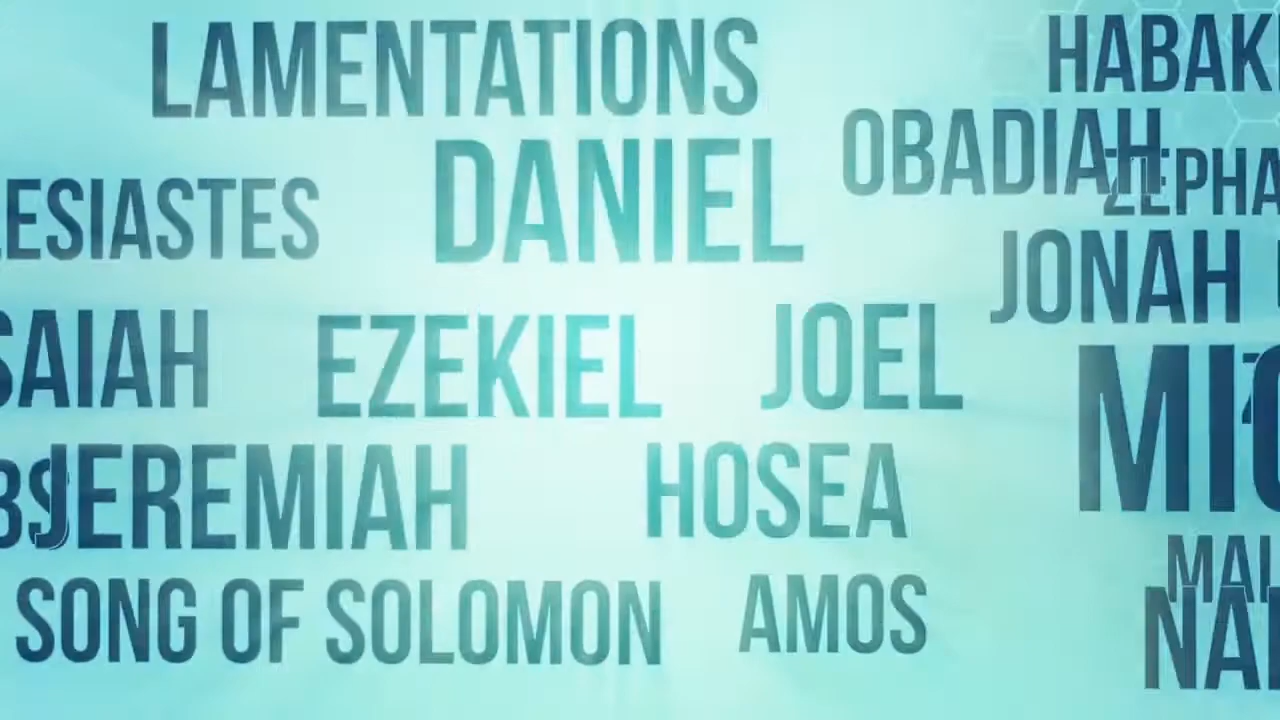 LAMENTATIONS
HABAK
OBADIAH
DANIEL
ZEPHA
LESIASTES
JONAH
SAIAH
EZEKIEL
JOEL
MIC
BS
JEREMIAH
HOSEA
MAL
SONG OF SOLOMON
AMOS
NA